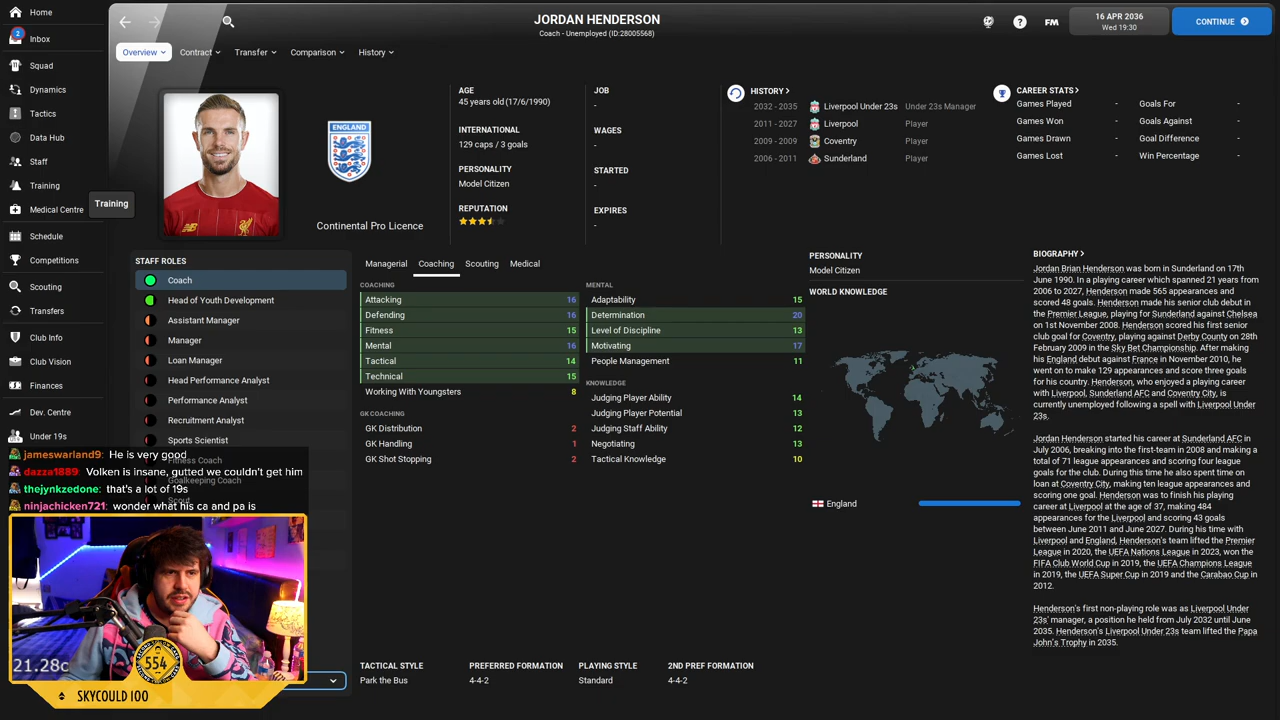 JORDAN HENDERSON
Coach - Unemployed (ID:28005568)
16 APR 2036
Wed 19:30
CONTINUE
FM
Home
2
Inbox
Squad
Dynamics
Tactics
Data Hub
Staff
Training
Training
Medical Centre
Schedule
Competitions
Scouting
Transfers
Club Info
Club Vision
Finances
Dev. Centre
Under 19s
Overview
Contract
Transfer
Comparison
History
ENGLAND
Continental Pro Licence
AGE
45 years old (17/6/1990)
INTERNATIONAL
129 caps / 3 goals
PERSONALITY
Model Citizen
REPUTATION
JOB
-
WAGES
-
STARTED
-
EXPIRES
-
HISTORY
2032 - 2035 Liverpool Under 23s Under 23s Manager
2011 - 2027 Liverpool Player
2009 - 2009 Coventry Player
2006 - 2011 Sunderland Player
CAREER STATS
Games Played - Goals For -
Games Won - Goals Against -
Games Drawn - Goal Difference -
Games Lost - Win Percentage -
STAFF ROLES
Coach
Head of Youth Development
Assistant Manager
Manager
Loan Manager
Head Performance Analyst
Performance Analyst
Recruitment Analyst
Sports Scientist
Fitness Coach
Goalkeeping Coach
Scout
Managerial
Coaching
Scouting
Medical
COACHING
Attacking 16
Defending 16
Fitness 15
Mental 16
Tactical 14
Technical 15
Working With Youngsters 8
GK COACHING
GK Distribution 2
GK Handling 1
GK Shot Stopping 2
MENTAL
Adaptability 15
Determination 20
Level of Discipline 13
Motivating 17
People Management 11
KNOWLEDGE
Judging Player Ability 14
Judging Player Potential 13
Judging Staff Ability 12
Negotiating 13
Tactical Knowledge 10
PERSONALITY
Model Citizen
WORLD KNOWLEDGE
England
BIOGRAPHY
Jordan Brian Henderson was born in Sunderland on 17th
June 1990. In a playing career which spanned 21 years from
2006 to 2027, Henderson made 565 appearances and
scored 48 goals. Henderson made his senior club debut in
the Premier League, playing for Sunderland against Chelsea
on 1st November 2008. Henderson scored his first senior
club goal for Coventry, playing against Derby County on 28th
February 2009 in the Sky Bet Championship. After making
his England debut against France in November 2010, he
went on to make 129 appearances and score three goals
for his country. Henderson, who enjoyed a playing career
with Liverpool, Sunderland AFC and Coventry City, is
currently unemployed following a spell with Liverpool Under
23s.
Jordan Henderson started his career at Sunderland AFC in
July 2006, breaking into the first-team in 2008 and making a
total of 71 league appearances and scoring four league
goals for the club. During this time he also spent time on
loan at Coventry City, making ten league appearances and
scoring one goal. Henderson was to finish his playing
career at Liverpool at the age of 37, making 484
appearances for the Liverpool and scoring 43 goals
between June 2011 and June 2027. During his time with
Liverpool and England, Henderson's team lifted the Premier
League in 2020, the UEFA Nations League in 2023, won the
FIFA Club World Cup in 2019, the UEFA Champions League
in 2019, the UEFA Super Cup in 2019 and the Carabao Cup in
2012.
Henderson's first non-playing role was as Liverpool Under
23s' manager, a position he held from July 2032 until June
2035. Henderson's Liverpool Under 23s team lifted the Papa
John's Trophy in 2035.
TACTICAL STYLE
Park the Bus
PREFERRED FORMATION
4-4-2
PLAYING STYLE
Standard
2ND PREF FORMATION
4-4-2
jameswarland9: He is very good
dazza1889: Volken is insane, gutted we couldn't get him
thejynkzedone: that's a lot of 19s
ninjachicken721: wonder what his ca and pa is
21.28c
554
SKYCOULD 100